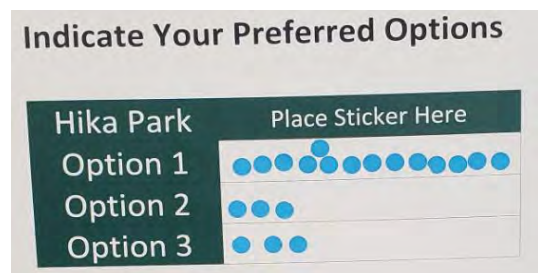 Indicate Your Preferred Options
Hika Park Place Sticker Here
Option 1
Option 2
Option 3